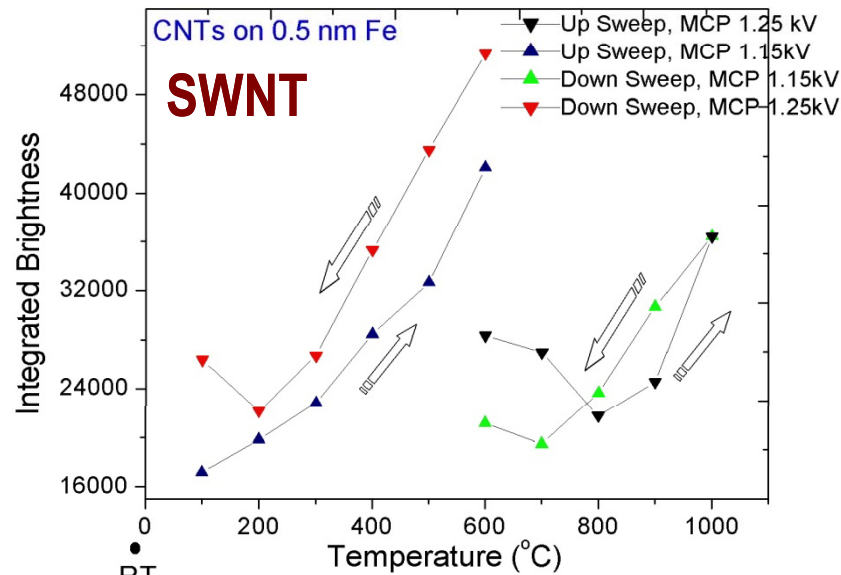 CNTs on 0.5 nm Fe
SWNT
Up Sweep, MCP 1.25 kV
Up Sweep, MCP 1.15kV
Down Sweep, MCP 1.15kV
Down Sweep, MCP 1.25kV
Integrated Brightness
48000
40000
32000
24000
16000
0 200 400 600 800 1000
Temperature (°C)